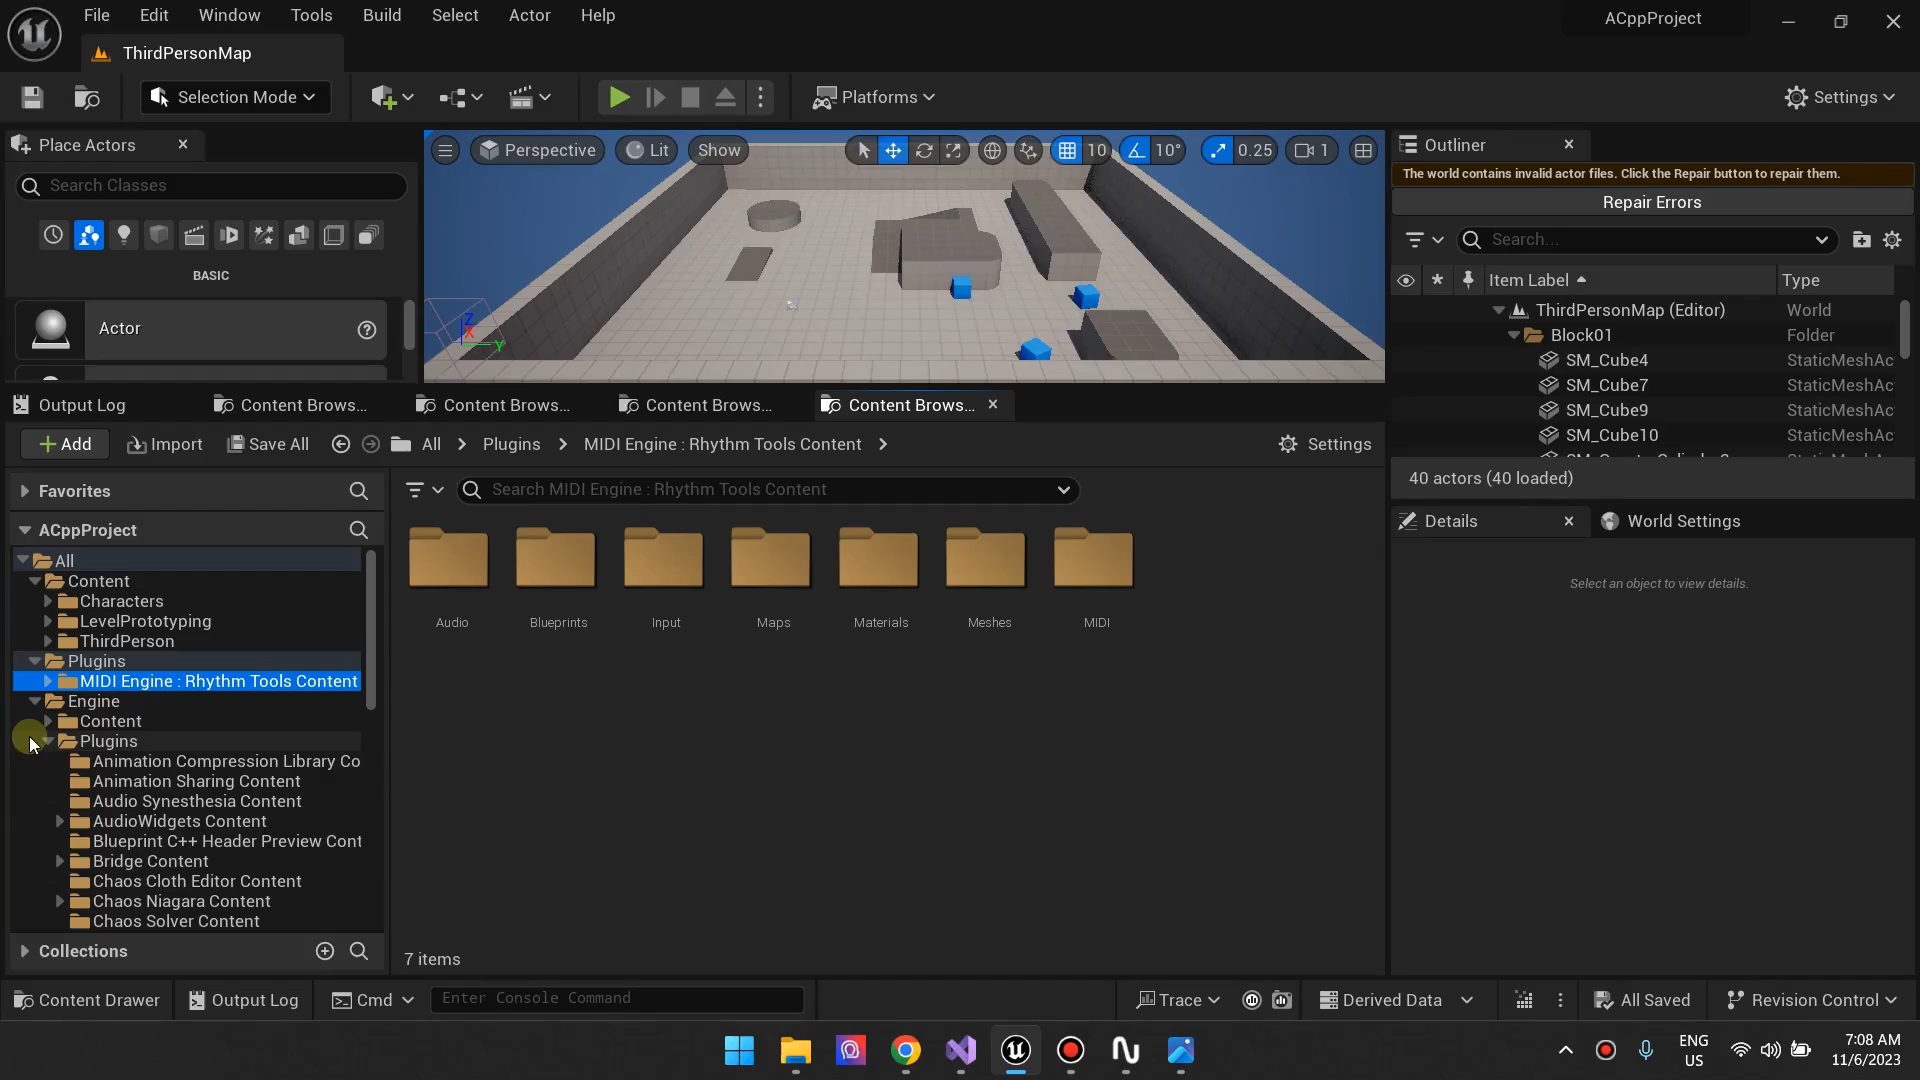 File Edit Window Tools Build Select Actor Help
ACppProject
ThirdPersonMap
Selection Mode
Platforms
Settings
Place Actors
Search Classes
BASIC
Actor
Perspective Lit Show
10 10° 0.25 1
Outliner
The world contains invalid actor files. Click the Repair button to repair them.
Repair Errors
Search...
Item Label Type
ThirdPersonMap (Editor) World
Block01 Folder
SM_Cube4 StaticMeshAc
SM_Cube7 StaticMeshAc
SM_Cube9 StaticMeshAc
SM_Cube10 StaticMeshAc
40 actors (40 loaded)
Details World Settings
Select an object to view details.
Output Log Content Brows... Content Brows... Content Brows... Content Brows...
Add Import Save All All Plugins MIDI Engine : Rhythm Tools Content Settings
Favorites
Search MIDI Engine : Rhythm Tools Content
ACppProject
All
Content
Characters
LevelPrototyping
ThirdPerson
Plugins
MIDI Engine : Rhythm Tools Content
Engine
Content
Plugins
Animation Compression Library Co
Animation Sharing Content
Audio Synesthesia Content
AudioWidgets Content
Blueprint C++ Header Preview Cont
Bridge Content
Chaos Cloth Editor Content
Chaos Niagara Content
Chaos Solver Content
Collections
Audio Blueprints Input Maps Materials Meshes MIDI
7 items
Content Drawer Output Log Cmd Enter Console Command Trace Derived Data All Saved Revision Control
ENG
US
7:08 AM
11/6/2023